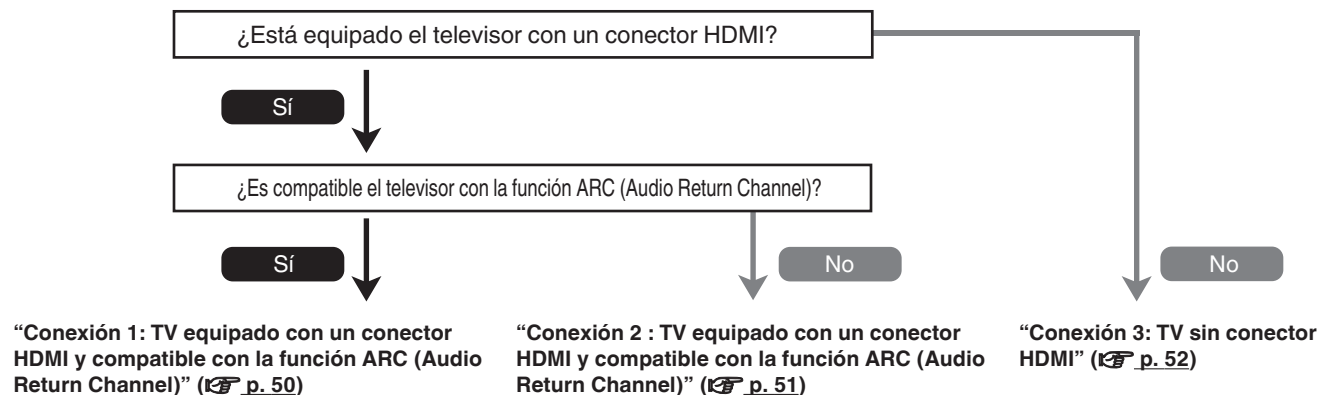 ¿Está equipado el televisor con un conector HDMI?
Sí
¿Es compatible el televisor con la función ARC (Audio Return Channel)?
Sí
No
No
“Conexión 1: TV equipado con un conector
HDMI y compatible con la función ARC (Audio
Return Channel)” (☞ p. 50)
“Conexión 2 : TV equipado con un conector
HDMI y compatible con la función ARC (Audio
Return Channel)” (☞ p. 51)
“Conexión 3: TV sin conector
HDMI” (☞ p. 52)